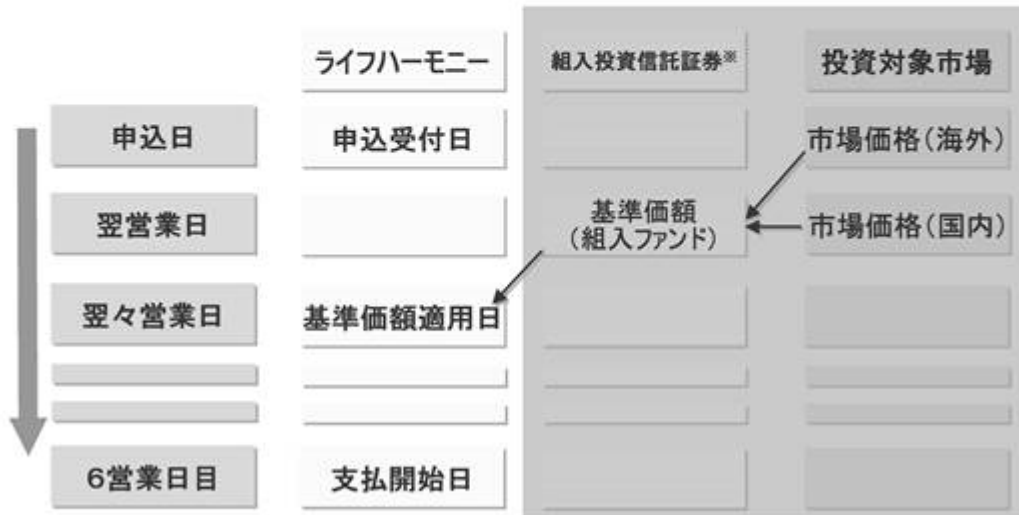 ライフハーモニー 組入投資信託証券※ 投資対象市場
申込日 申込受付日 市場価格(海外)
翌営業日 基準価額 市場価格(国内)
(組入ファンド)
翌々営業日 基準価額適用日
6営業日目 支払開始日